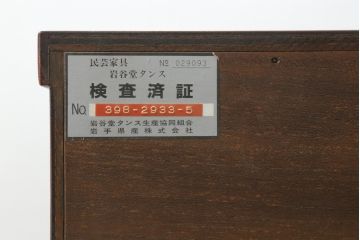 民芸家具 No 029093
岩谷堂タンス
検査済証
No. 398-2933-5
岩谷堂タンス生産協同組合
岩手県産株式会社